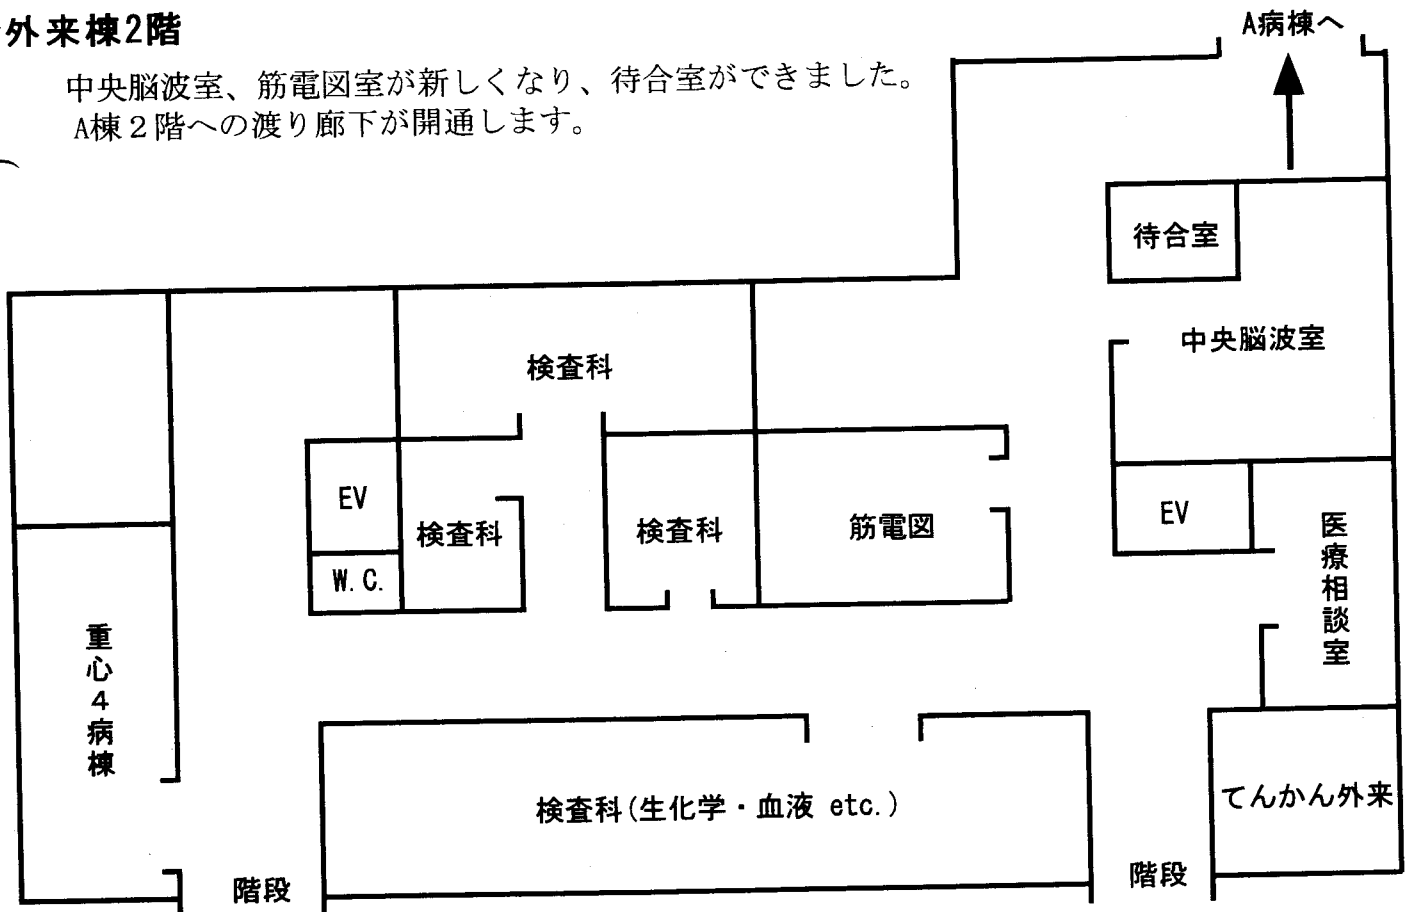 外来棟2階
中央脳波室、筋電図室が新しくなり、待合室ができました。
A棟２階への渡り廊下が開通します。
A病棟へ
待合室
中央脳波室
検査科
EV
W.C.
検査科
検査科
筋電図
EV
医療相談室
重心４病棟
検査科(生化学・血液 etc.)
てんかん外来
階段
階段